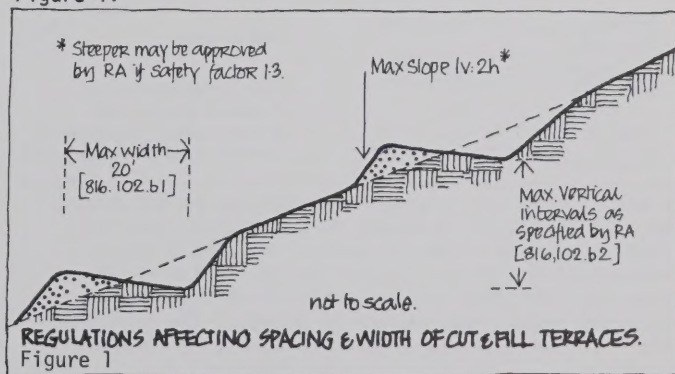 * Steeper may be approved
by RA if safety factor 1.3.
Max slope 1v:2h*
Max width
20'
[816.102.b1]
Max. Vertical
intervals as
specified by RA
[816,102.b2]
not to scale.
REGULATIONS AFFECTING SPACING & WIDTH OF CUT & FILL TERRACES.
Figure 1